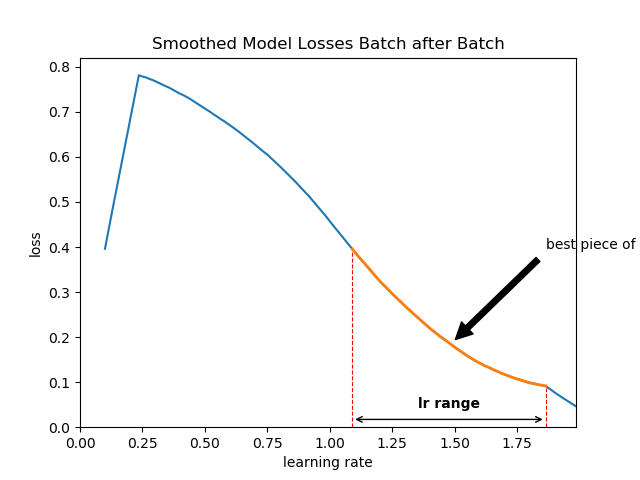 Smoothed Model Losses Batch after Batch
0.8
0.7
0.6
0.5
0.4
0.3
0.2
0.1
0.0
loss
best piece of
lr range
0.00 0.25 0.50 0.75 1.00 1.25 1.50 1.75
learning rate